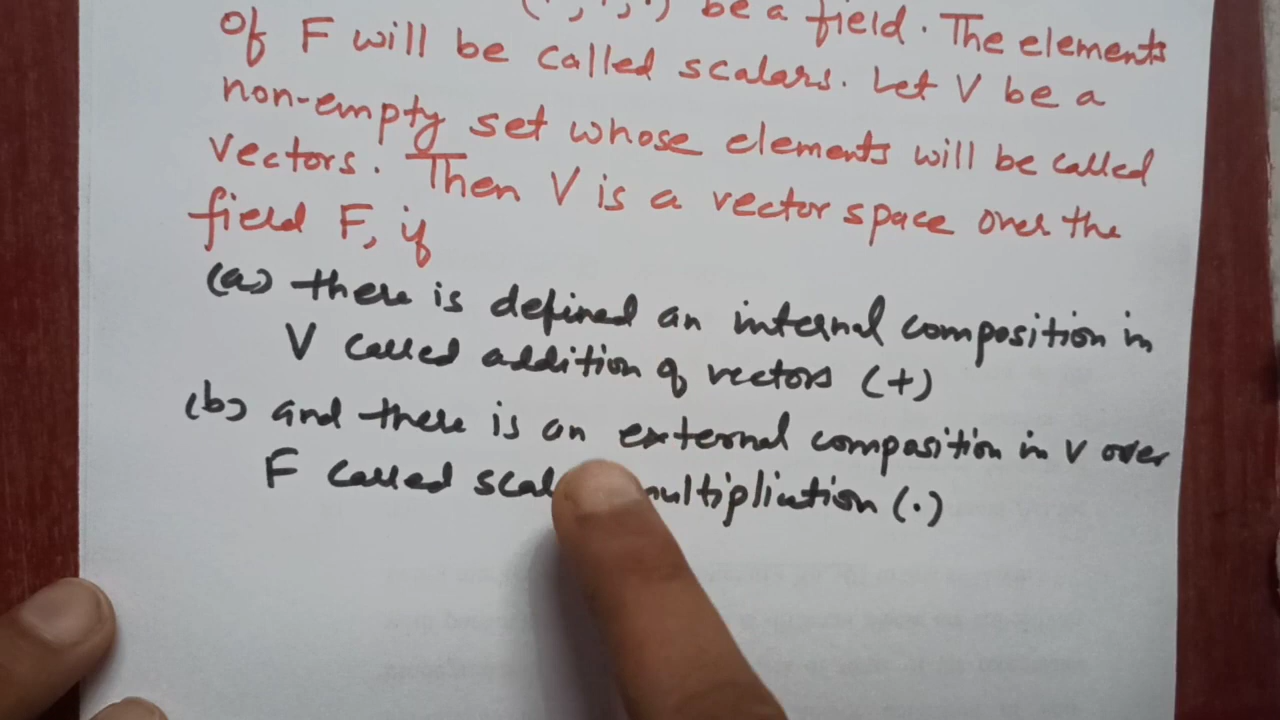 be a field. The elements
of F will be called scalars. Let V be a
non-empty set whose elements will be called
vectors. Then V is a vector space over the
field F, if
(a) there is defined an internal composition in
V called addition of vectors (+)
(b) and there is an external composition in V over
F called multipliation (.)